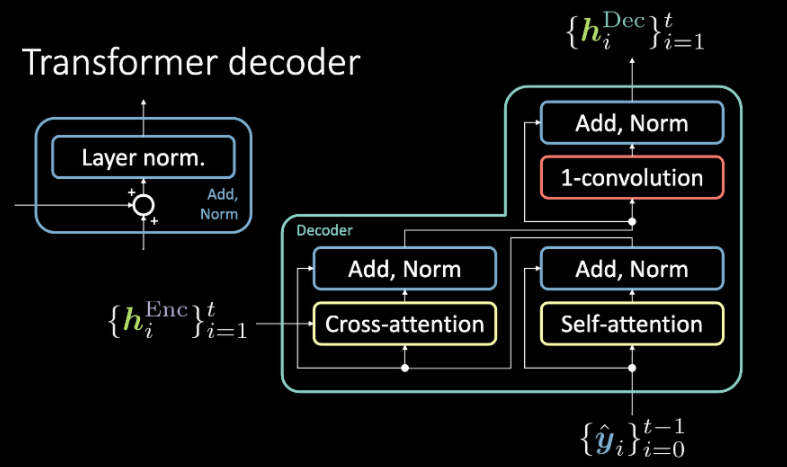 {h_i^Dec}_{i=1}^t
Transformer decoder
Layer norm.
+
+
Add,
Norm
Add, Norm
1-convolution
Decoder
Add, Norm
Add, Norm
{h_i^Enc}_{i=1}^t
Cross-attention
Self-attention
{ŷ_i}_{i=0}^{t-1}